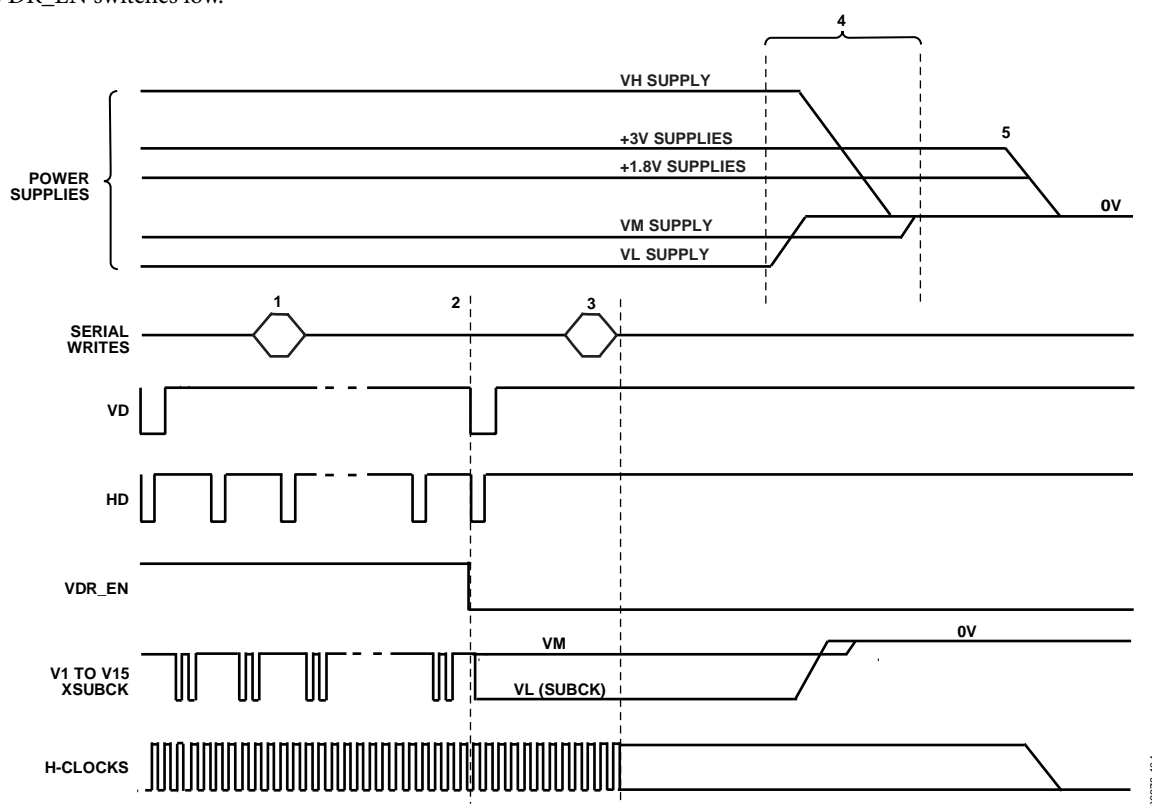 DR_EN switches low.
4
VH SUPPLY
+3V SUPPLIES
5
+1.8V SUPPLIES
POWER
SUPPLIES
0V
VM SUPPLY
VL SUPPLY
1
2
3
SERIAL
WRITES
VD
HD
VDR_EN
VM
0V
V1 TO V15
XSUBCK
VL (SUBCK)
H-CLOCKS